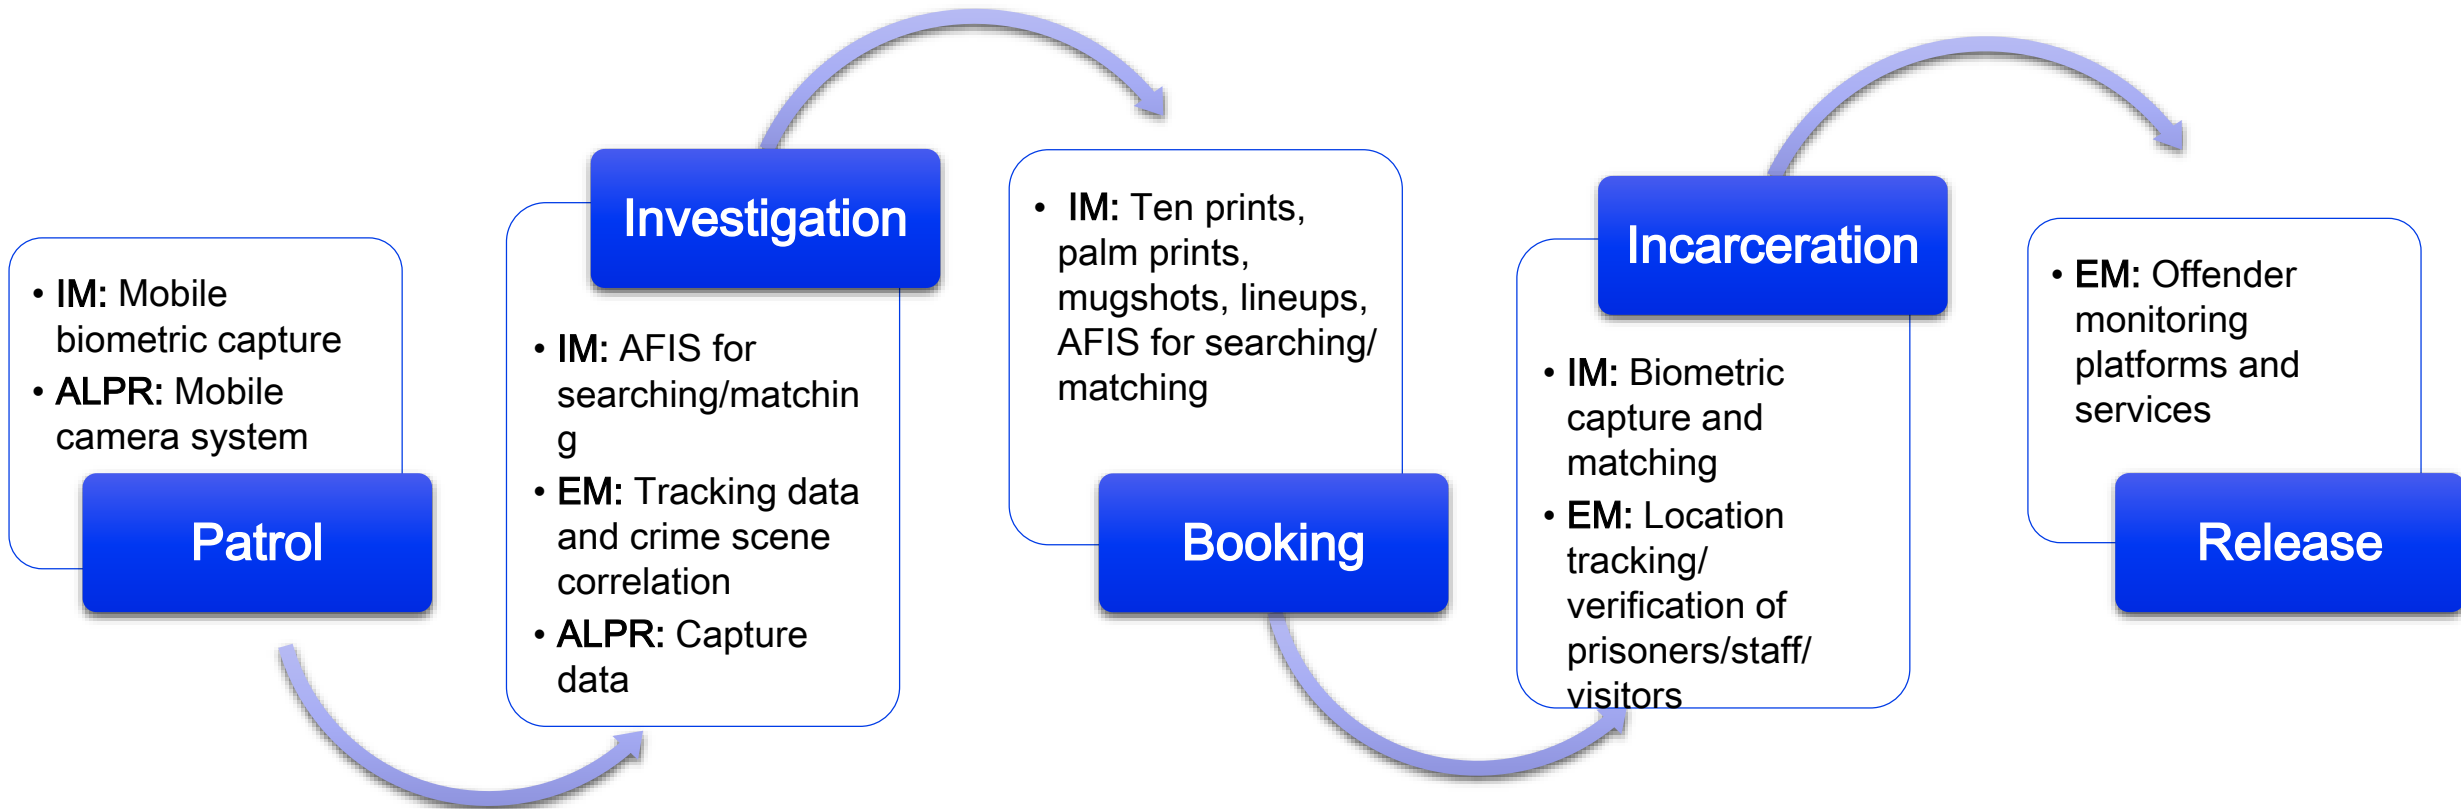 • IM: Mobile
biometric capture
• ALPR: Mobile
camera system
Patrol
Investigation
• IM: AFIS for
searching/matchin
g
• EM: Tracking data
and crime scene
correlation
• ALPR: Capture
data
• IM: Ten prints,
palm prints,
mugshots, lineups,
AFIS for searching/
matching
Booking
Incarceration
• IM: Biometric
capture and
matching
• EM: Location
tracking/
verification of
prisoners/staff/
visitors
• EM: Offender
monitoring
platforms and
services
Release